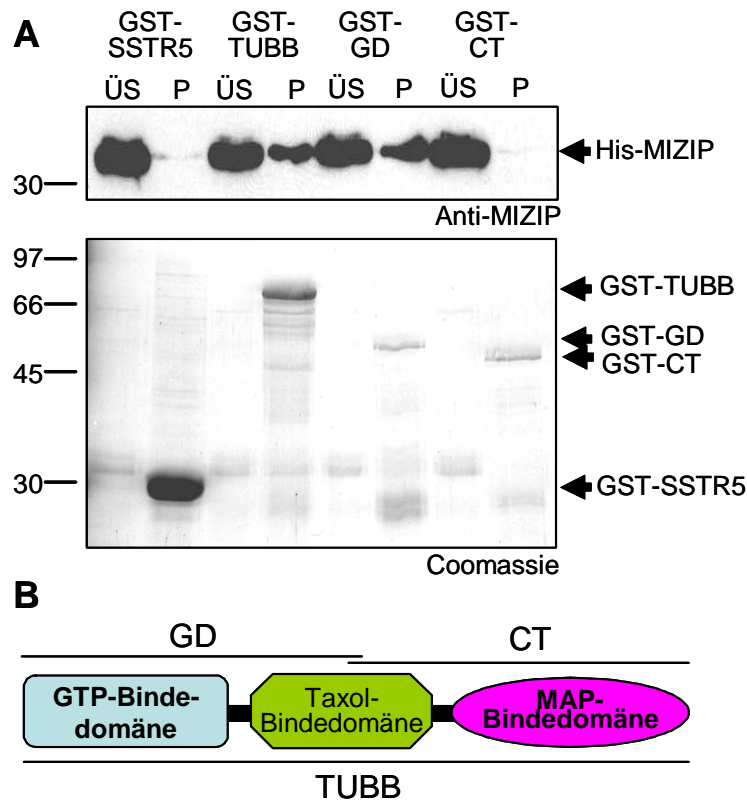 A
GST-
SSTR5
GST-
TUBB
GST-
GD
GST-
CT
ÜS P ÜS P ÜS P ÜS P
His-MIZIP
30
Anti-MIZIP
97
66
45
30
GST-TUBB
GST-GD
GST-CT
GST-SSTR5
Coomassie
B
GD
CT
GTP-Binde-
domäne
Taxol-
Bindedomäne
MAP-
Bindedomäne
TUBB